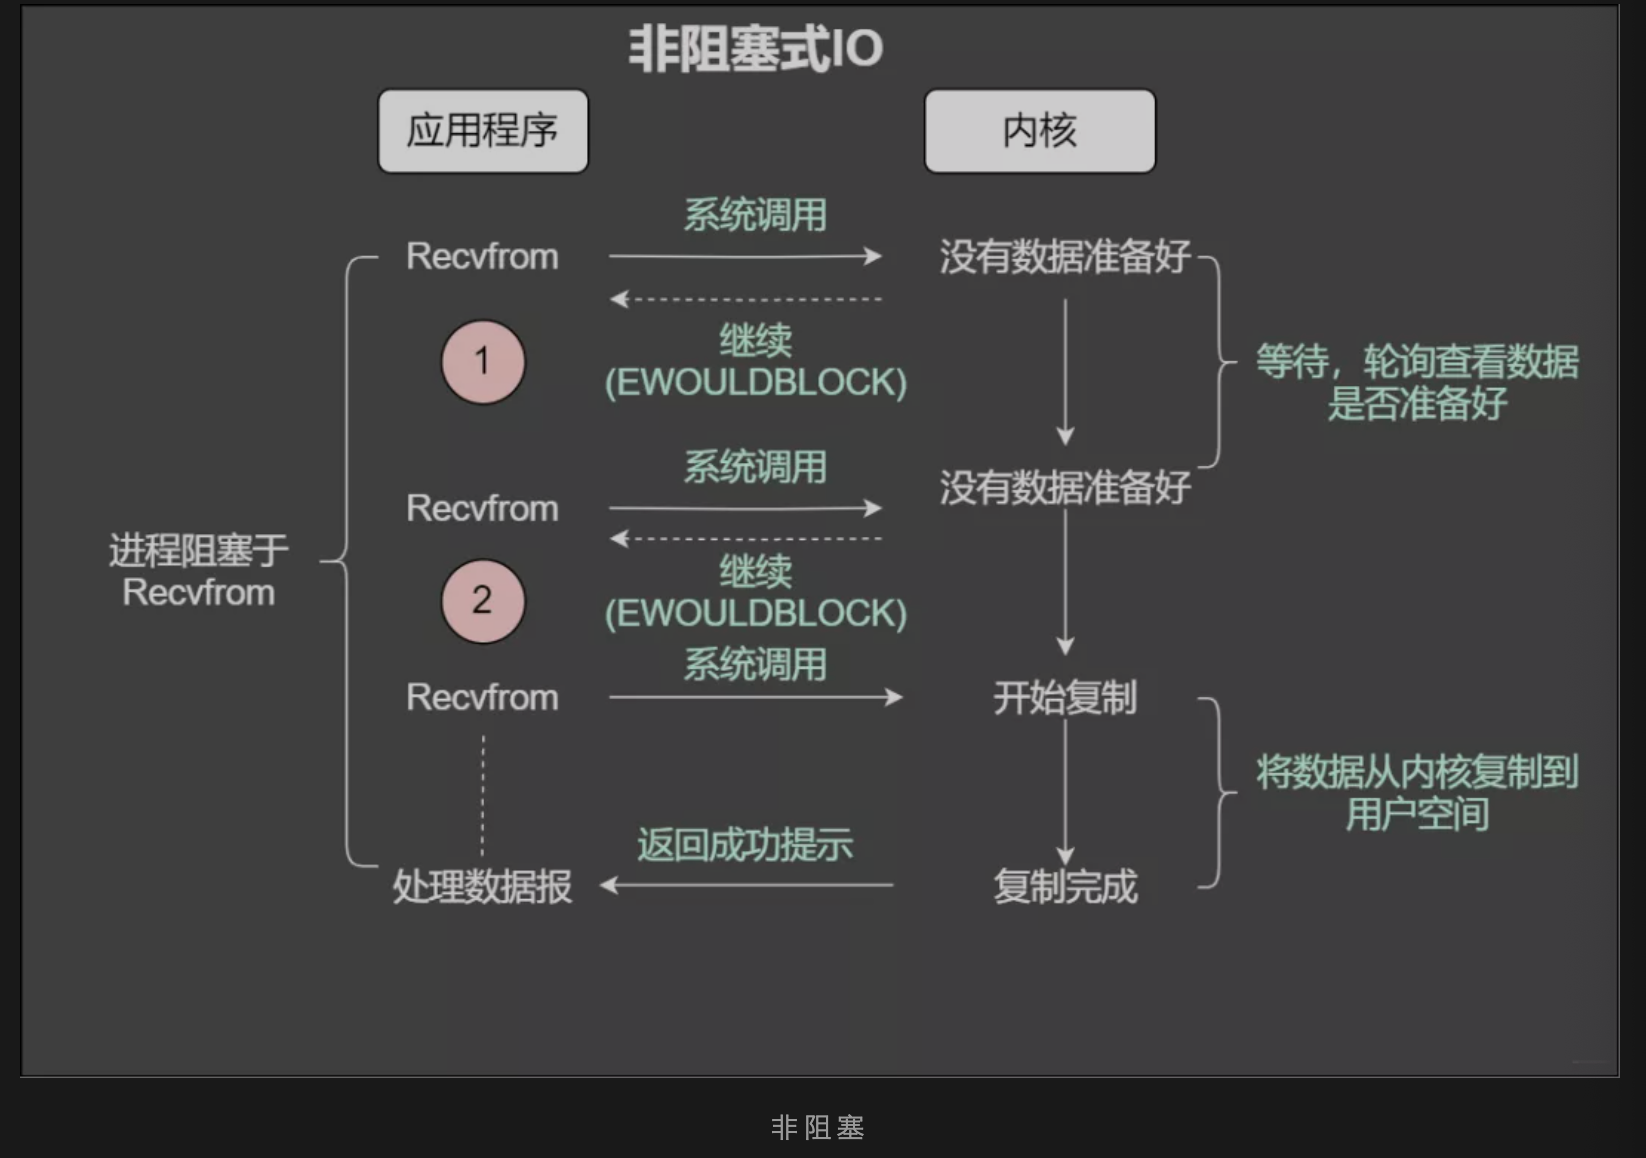 非阻塞式IO
应用程序
内核
系统调用
Recvfrom
没有数据准备好
1
继续
(EWOULDBLOCK)
等待，轮询查看数据
是否准备好
系统调用
Recvfrom
没有数据准备好
进程阻塞于
Recvfrom
2
继续
(EWOULDBLOCK)
系统调用
Recvfrom
开始复制
将数据从内核复制到
用户空间
返回成功提示
处理数据报
复制完成
非阻塞